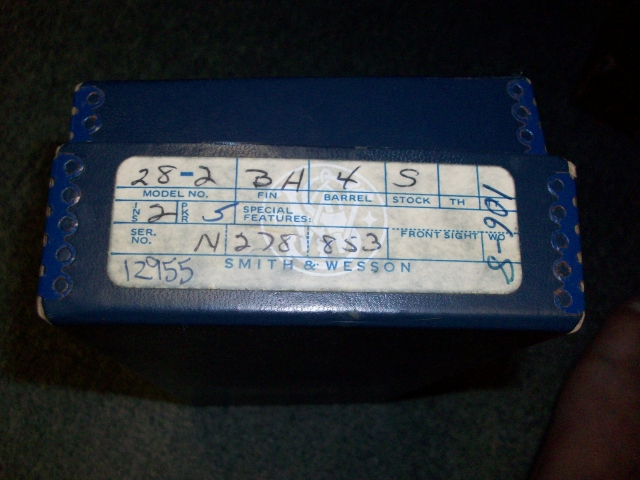 28-2 BH 4 S
MODEL NO. FIN BARREL STOCK TH
INS 2 PKR 5 SPECIAL FEATURES:
SER. NO. N 278 853 FRONT SIGHT
12955 SMITH & WESSON